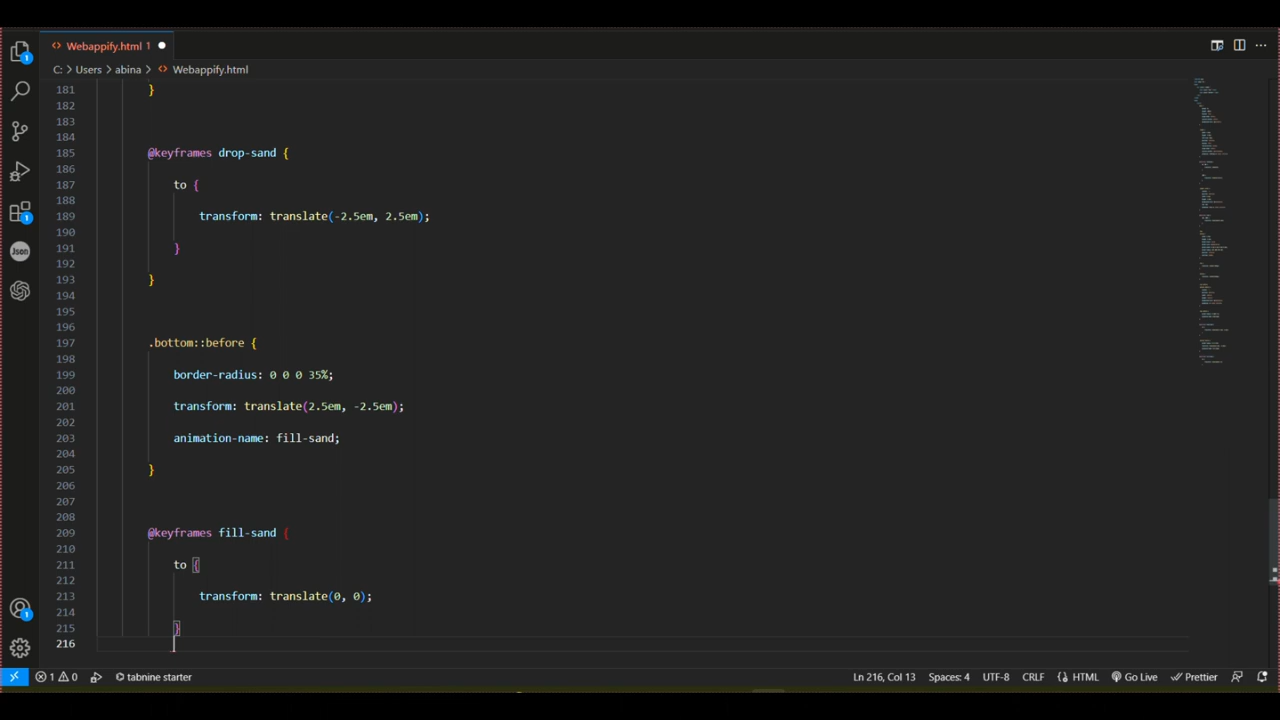 Webappify.html 1
C: > Users > abina > Webappify.html
181 }
182
183
184
185 @keyframes drop-sand {
186
187 to {
188
189 transform: translate(-2.5em, 2.5em);
190
191 }
192
193 }
194
195
196
197 .bottom::before {
198
199 border-radius: 0 0 0 35%;
200
201 transform: translate(2.5em, -2.5em);
202
203 animation-name: fill-sand;
204
205 }
206
207
208
209 @keyframes fill-sand {
210
211 to {
212
213 transform: translate(0, 0);
214
215 }
216
1
1
Json
1
1 0 tabnine starter Ln 216, Col 13 Spaces: 4 UTF-8 CRLF HTML Go Live Prettier